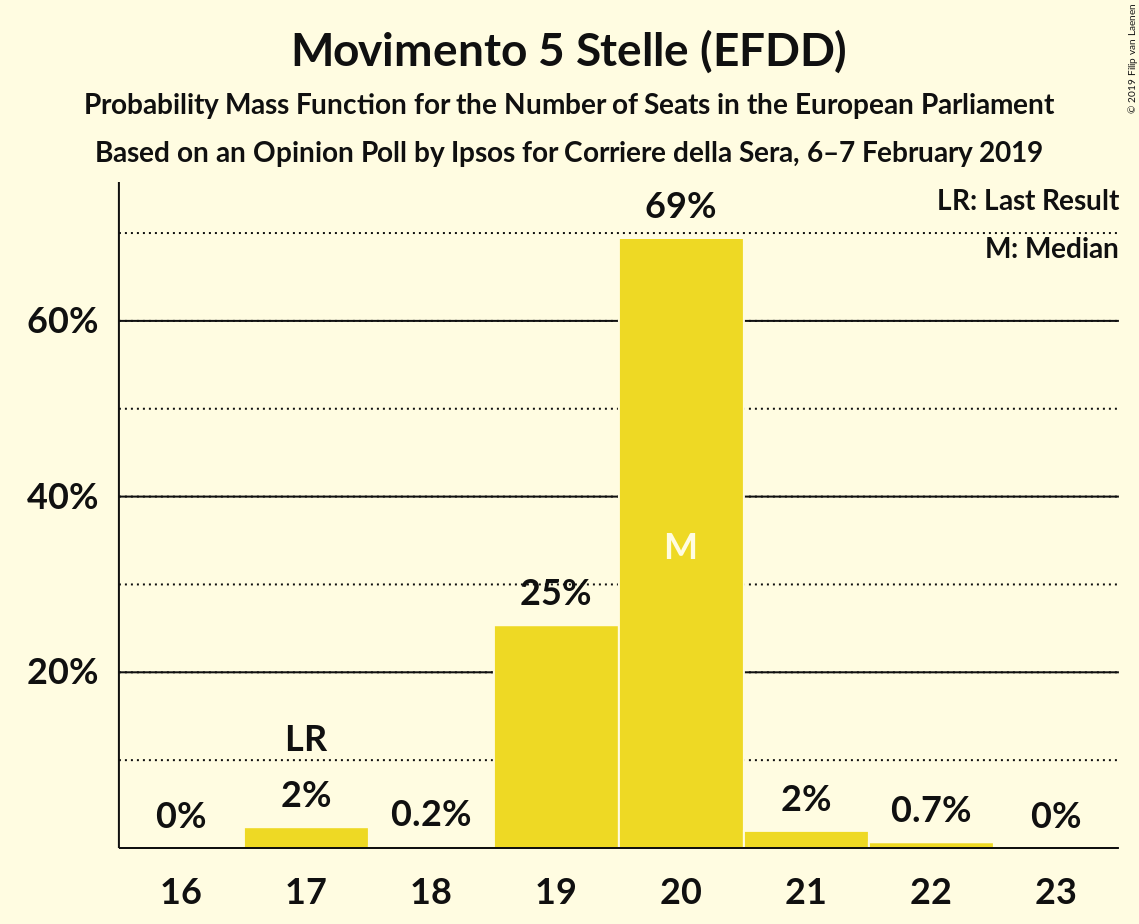 Movimento 5 Stelle (EFDD)
Probability Mass Function for the Number of Seats in the European Parliament
Based on an Opinion Poll by Ipsos for Corriere della Sera, 6–7 February 2019
© 2019 Filip van Laenen
LR: Last Result
M: Median
69%
60%
40%
M
25%
20%
LR
0%
2%
0.2%
2%
0.7%
0%
16 17 18 19 20 21 22 23